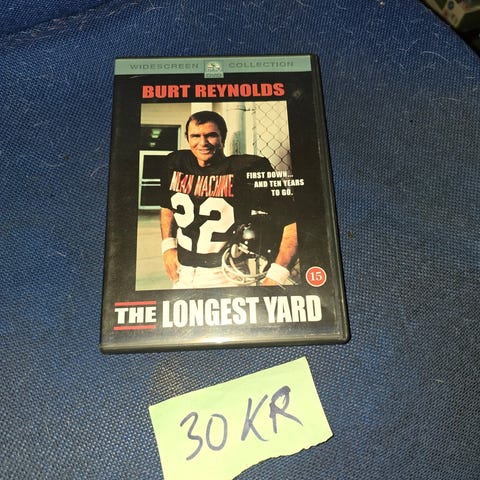 WIDESCREEN DVD COLLECTION
BURT REYNOLDS
FIRST DOWN...
AND TEN YEARS
TO GO.
MEAN MACHINE
22
15
THE LONGEST YARD
30 KR